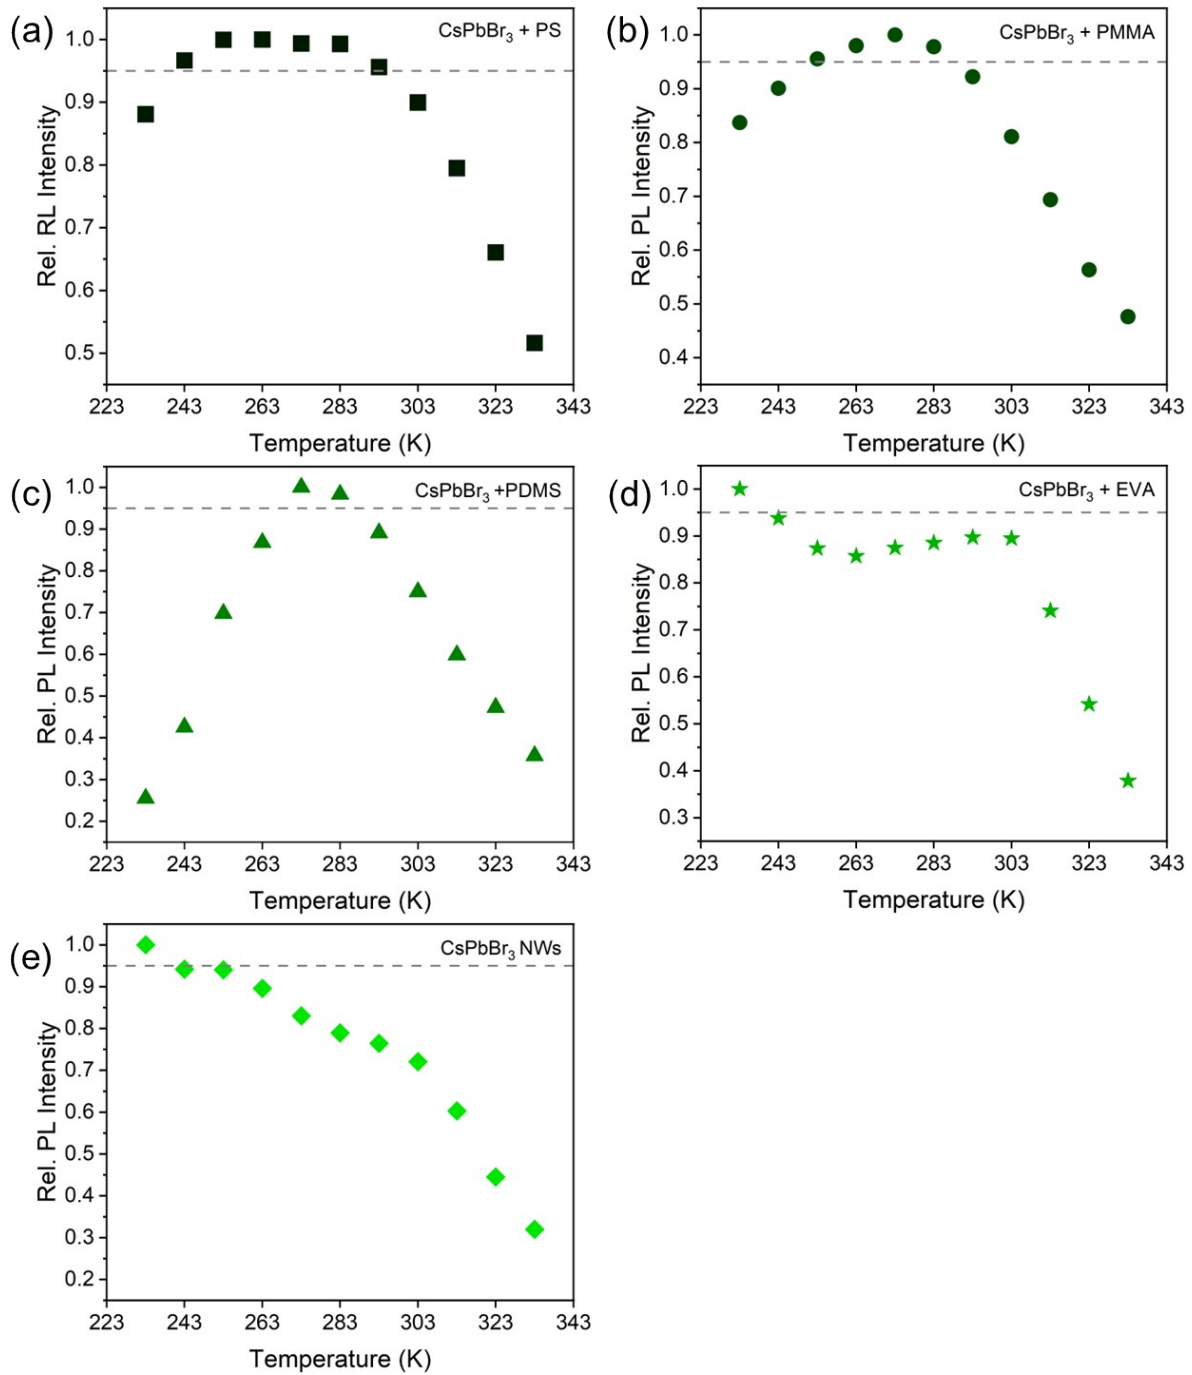 (a)
CsPbBr₃ + PS
Rel. RL Intensity
1.0
0.9
0.8
0.7
0.6
0.5
223 243 263 283 303 323 343
Temperature (K)
(b)
CsPbBr₃ + PMMA
Rel. PL Intensity
1.0
0.9
0.8
0.7
0.6
0.5
0.4
223 243 263 283 303 323 343
Temperature (K)
(c)
CsPbBr₃ +PDMS
Rel. PL Intensity
1.0
0.9
0.8
0.7
0.6
0.5
0.4
0.3
0.2
223 243 263 283 303 323 343
Temperature (K)
(d)
CsPbBr₃ + EVA
Rel. PL Intensity
1.0
0.9
0.8
0.7
0.6
0.5
0.4
0.3
223 243 263 283 303 323 343
Temperature (K)
(e)
CsPbBr₃ NWs
Rel. PL Intensity
1.0
0.9
0.8
0.7
0.6
0.5
0.4
0.3
0.2
223 243 263 283 303 323 343
Temperature (K)